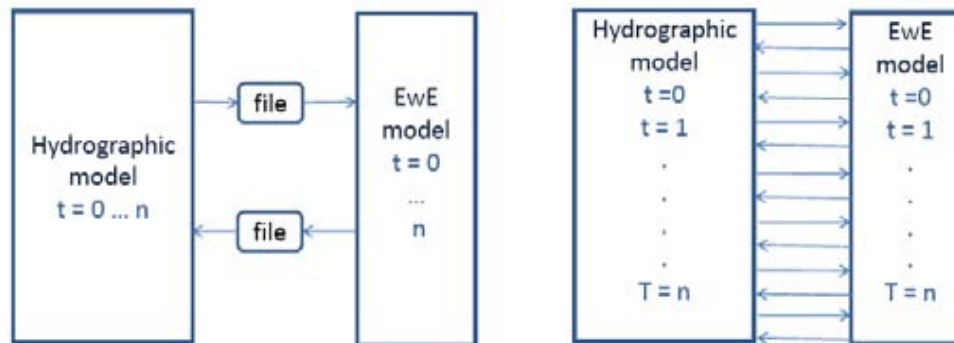 Hydrographic
model
t = 0 ... n
file
file
EwE
model
t = 0
...
n
Hydrographic
model
t =0
t = 1
.
.
.
.
T = n
EwE
model
t =0
t = 1
.
.
.
.
T = n